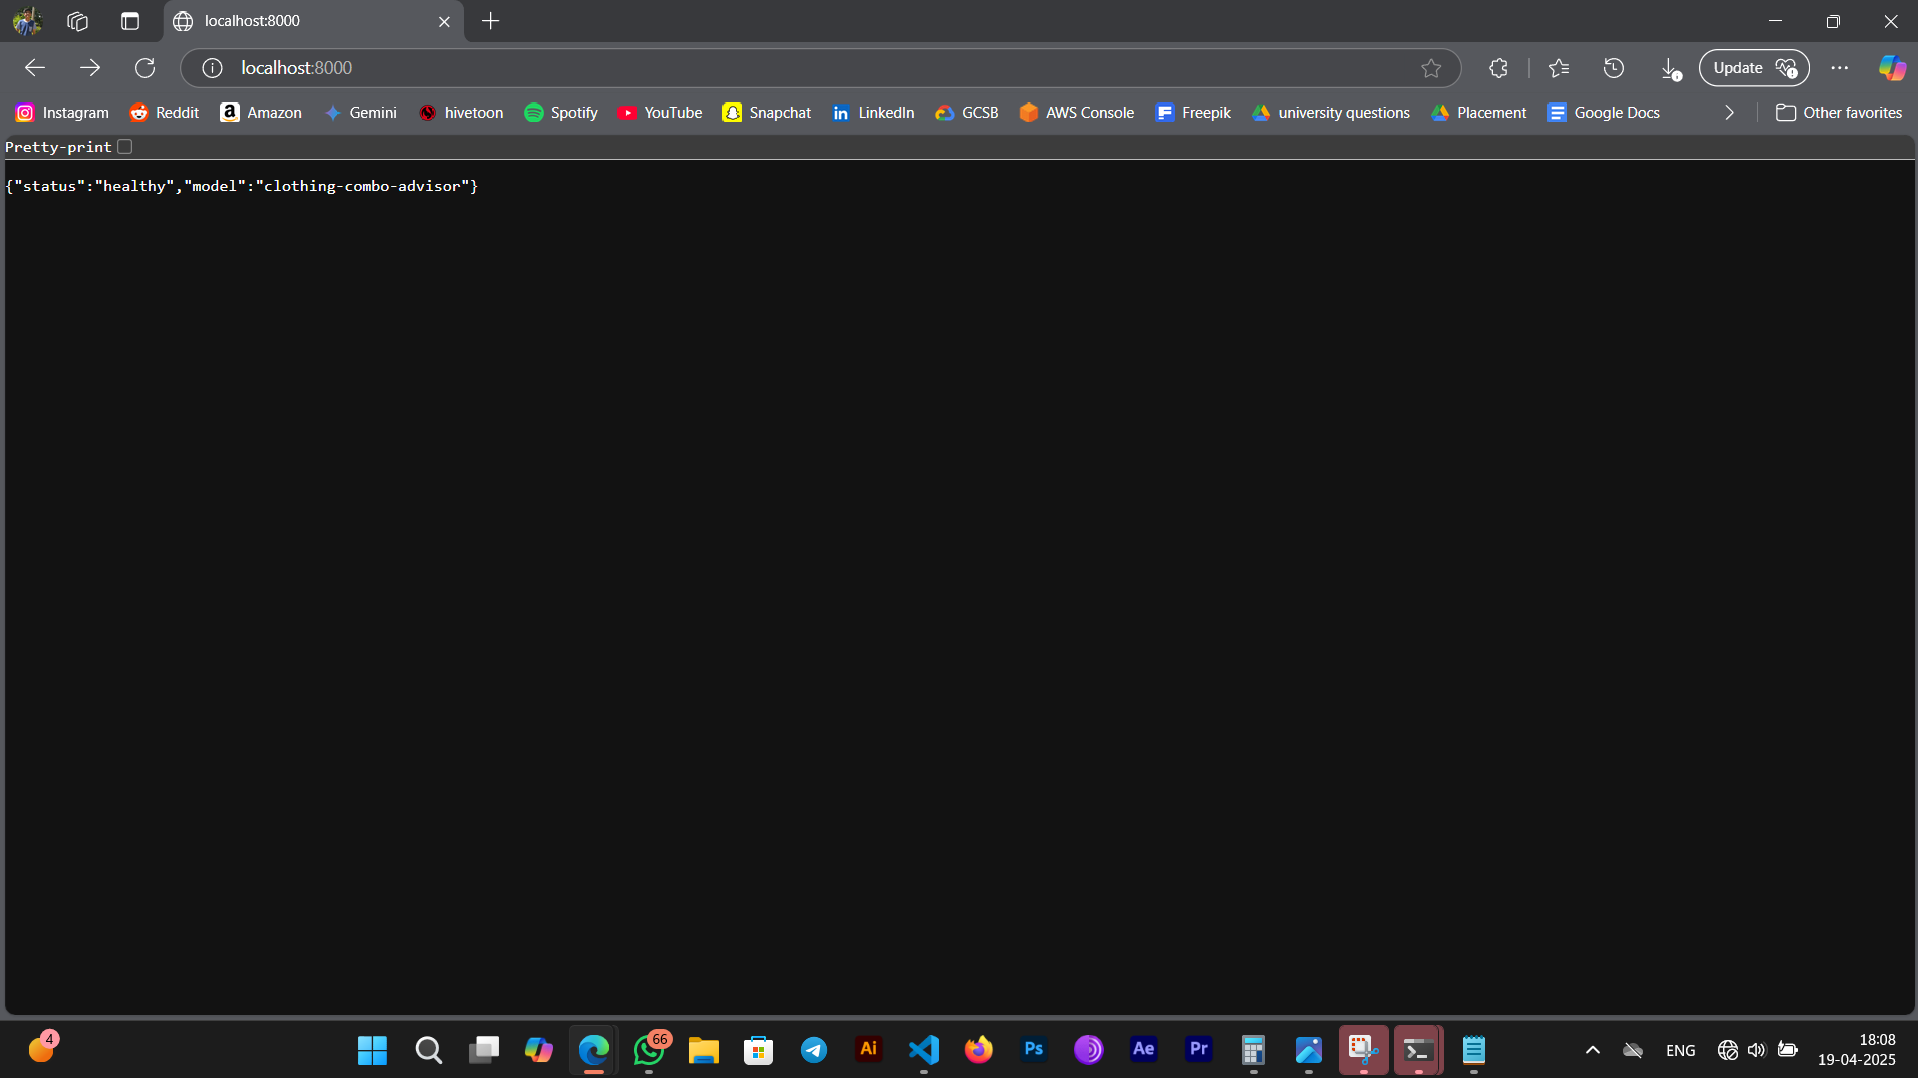 localhost:8000
localhost:8000
Update
Instagram Reddit Amazon Gemini hivetoon Spotify YouTube Snapchat LinkedIn GCSB AWS Console Freepik university questions Placement Google Docs Other favorites
Pretty-print
{"status":"healthy","model":"clothing-combo-advisor"}
4
66
Ai
Ps
Ae
Pr
ENG
18:08
19-04-2025